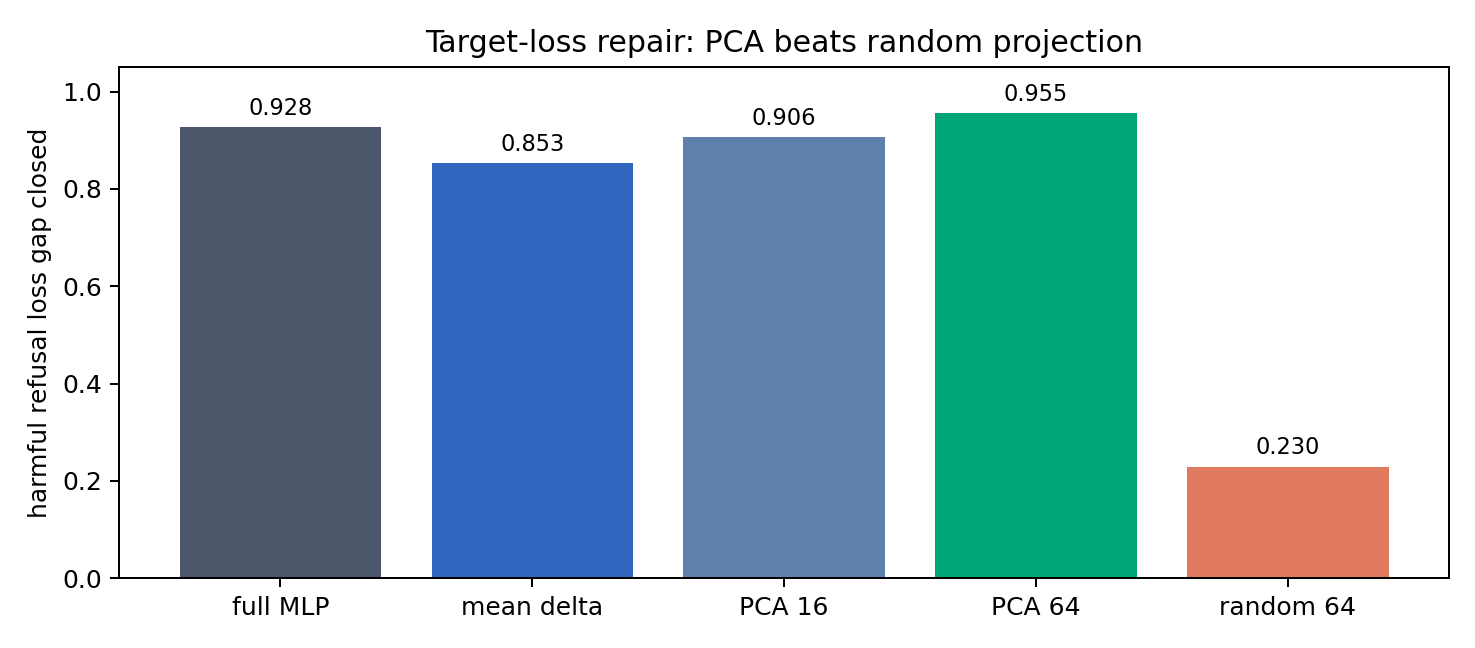 Target-loss repair: PCA beats random projection
harmful refusal loss gap closed
1.0
0.8
0.6
0.4
0.2
0.0
0.928
0.853
0.906
0.955
0.230
full MLP
mean delta
PCA 16
PCA 64
random 64